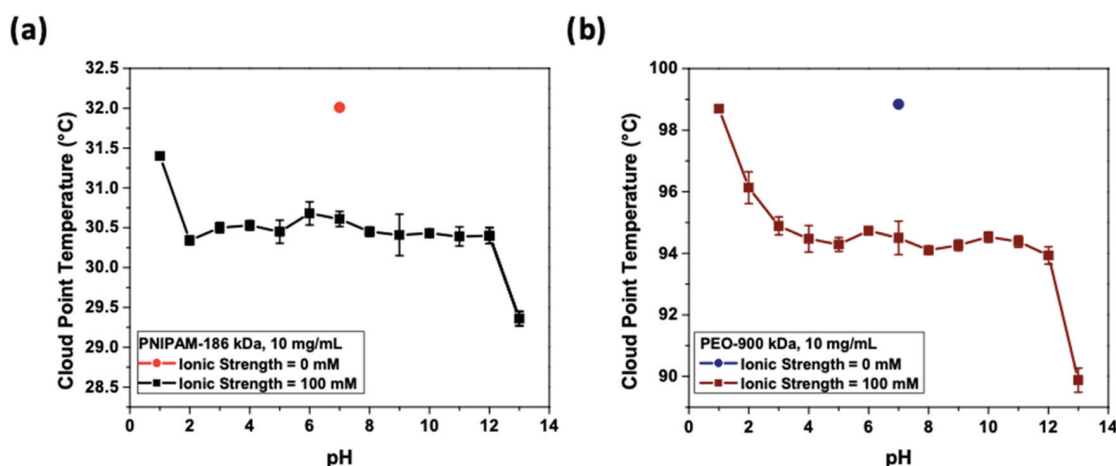 (a)
32.5
32.0
31.5
31.0
30.5
30.0
29.5
29.0
28.5
Cloud Point Temperature (°C)
PNIPAM-186 kDa, 10 mg/mL
Ionic Strength = 0 mM
Ionic Strength = 100 mM
0 2 4 6 8 10 12 14
pH
(b)
100
98
96
94
92
90
Cloud Point Temperature (°C)
PEO-900 kDa, 10 mg/mL
Ionic Strength = 0 mM
Ionic Strength = 100 mM
0 2 4 6 8 10 12 14
pH